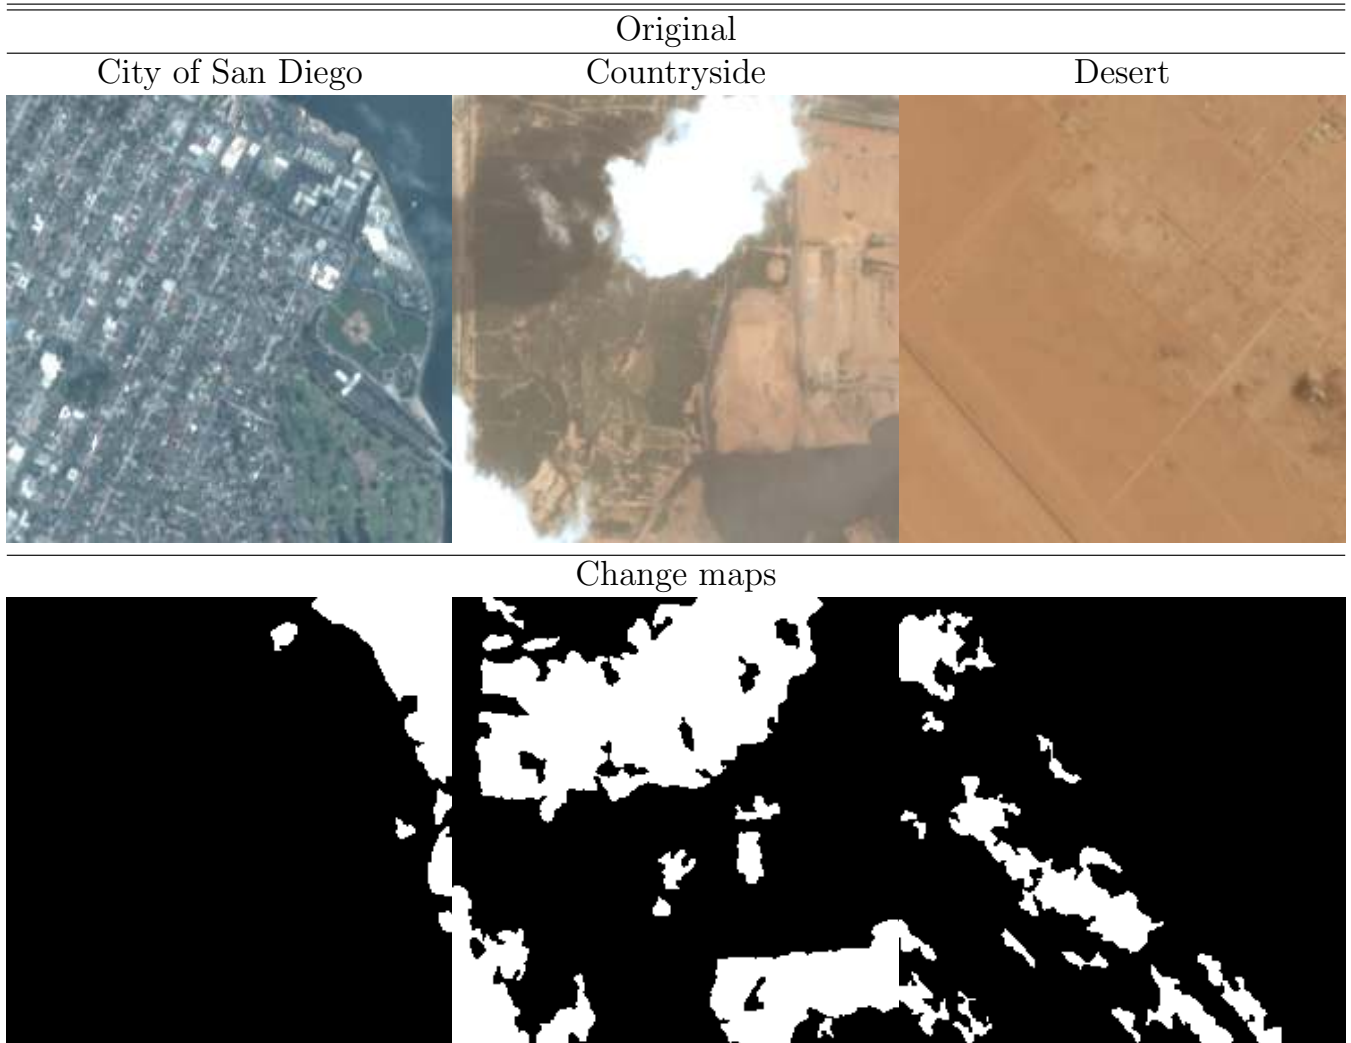 Original
City of San Diego
Countryside
Desert
Change maps